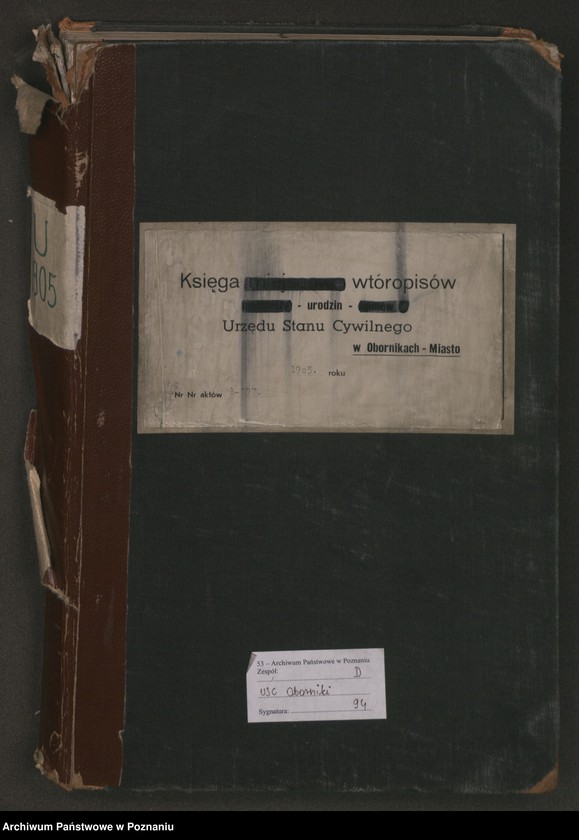 U
805
Księga wtóropisów
- urodzin -
Urzędu Stanu Cywilnego
w Obornikach - Miasto
1905. roku
Nr Nr aktów
53 – Archiwum Państwowe w Poznaniu
Zespół: D
USC Oborniki
Sygnatura: 94
Archiwum Państwowe w Poznaniu